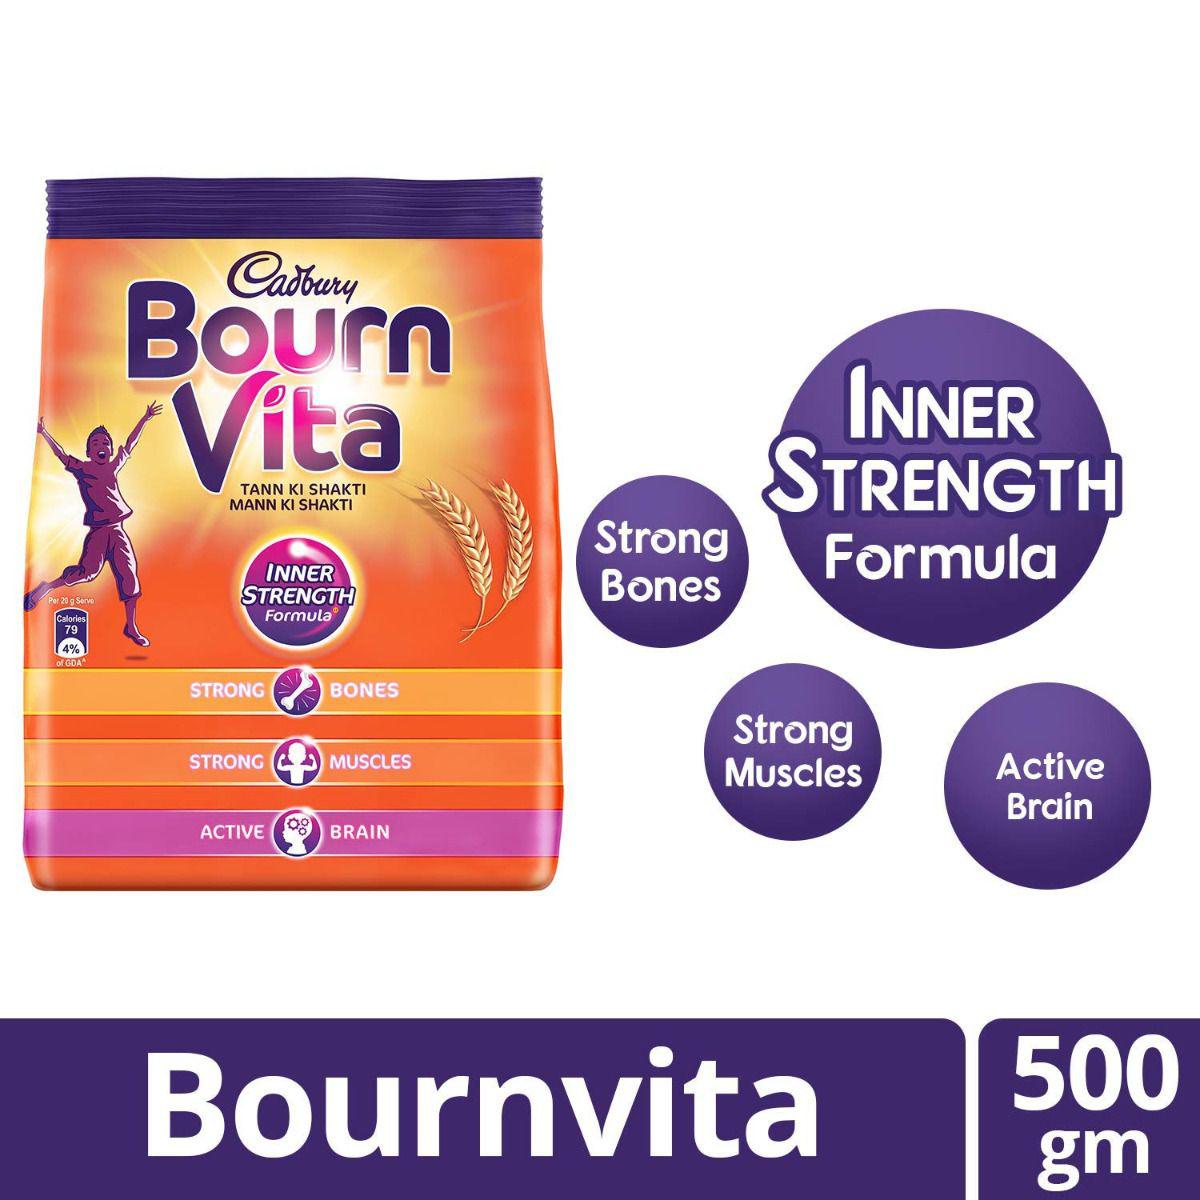 Cadbury
Bourn
Vita
TANN KI SHAKTI
MANN KI SHAKTI
INNER
STRENGTH
Formula
Per 20 g Serve
Calories
79
4%
of GDA^
STRONG BONES
STRONG MUSCLES
ACTIVE BRAIN
INNER
STRENGTH
Formula
Strong
Bones
Strong
Muscles
Active
Brain
Bournvita
500
gm